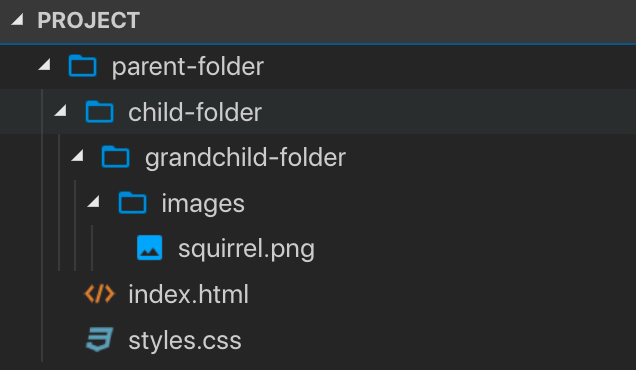 PROJECT
parent-folder
child-folder
grandchild-folder
images
squirrel.png
index.html
styles.css